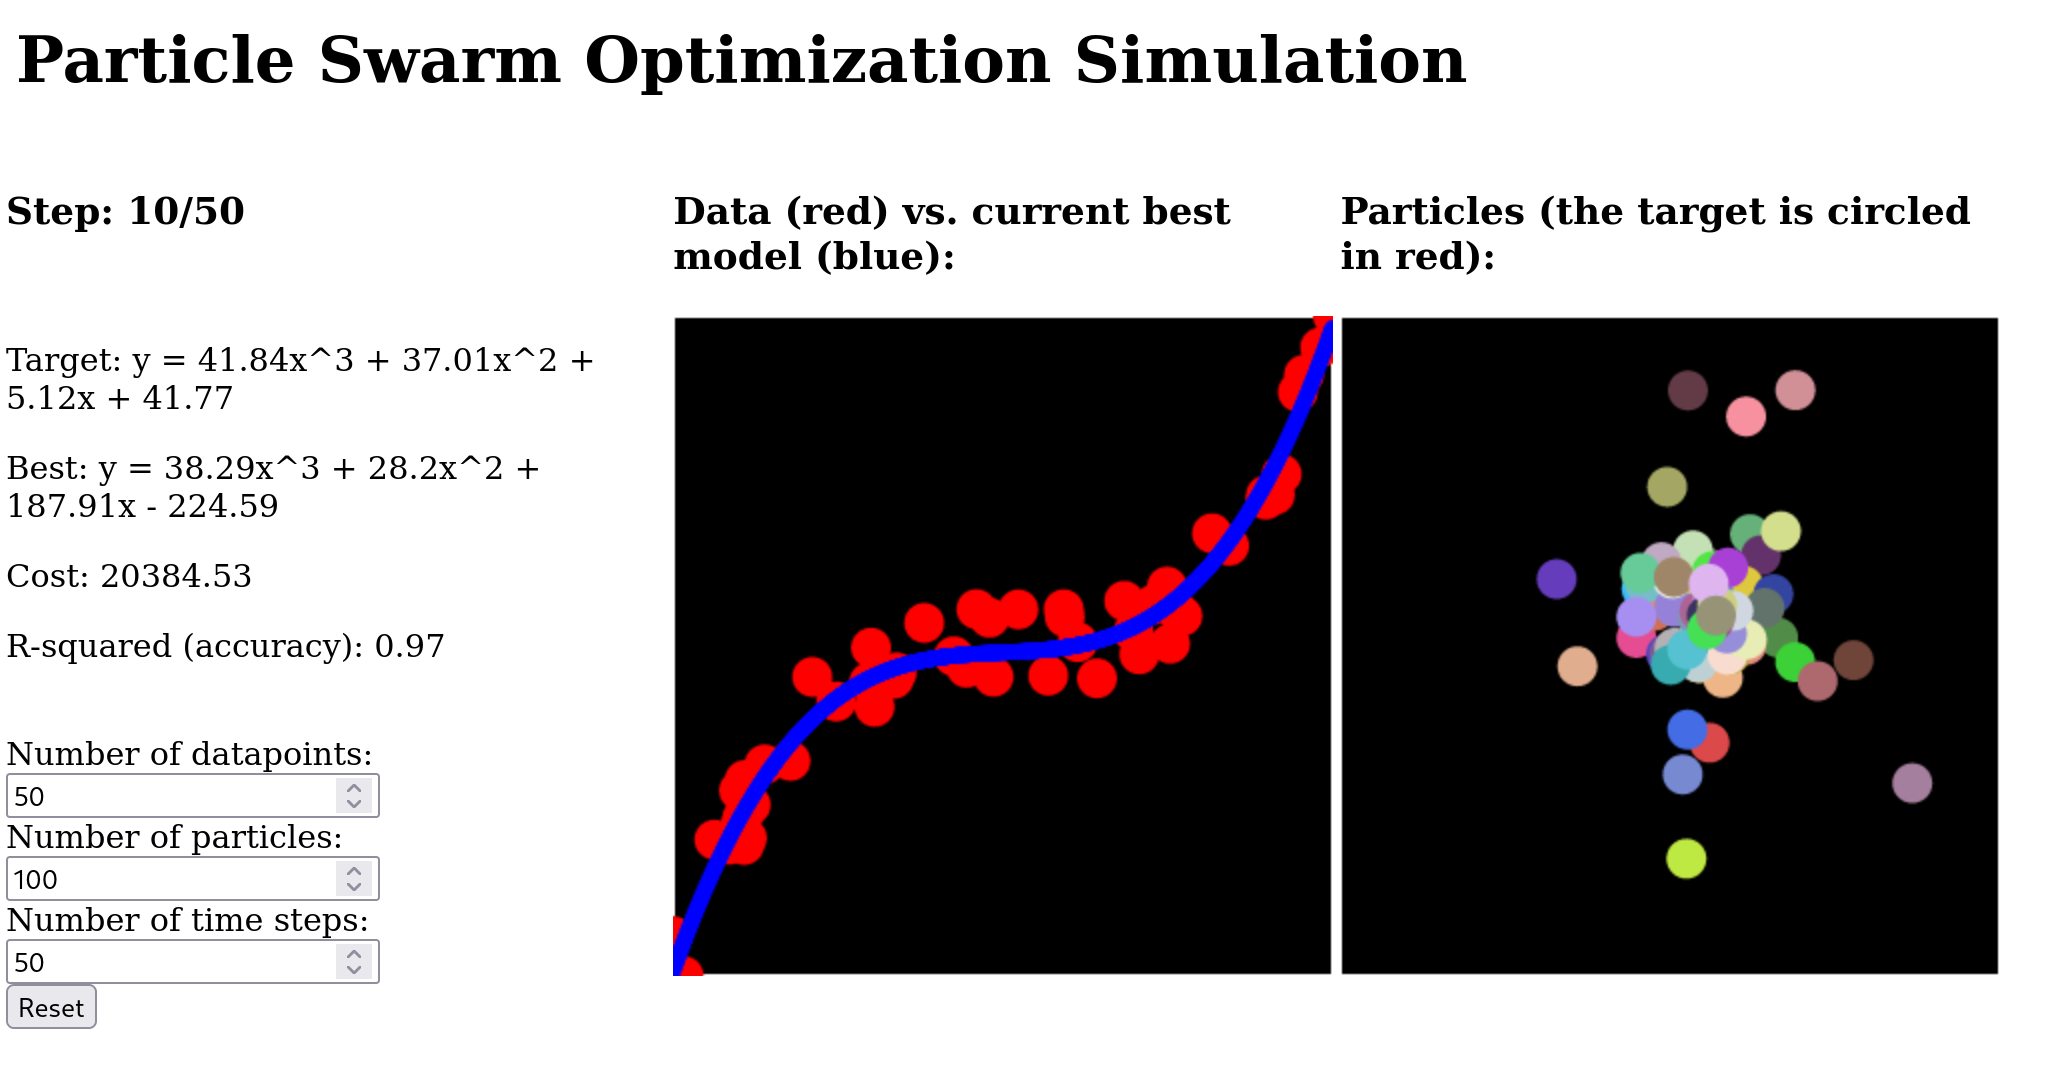 Particle Swarm Optimization Simulation
Step: 10/50
Target: y = 41.84x^3 + 37.01x^2 +
5.12x + 41.77
Best: y = 38.29x^3 + 28.2x^2 +
187.91x - 224.59
Cost: 20384.53
R-squared (accuracy): 0.97
Number of datapoints:
50
Number of particles:
100
Number of time steps:
50
Reset
Data (red) vs. current best
model (blue):
Particles (the target is circled
in red):